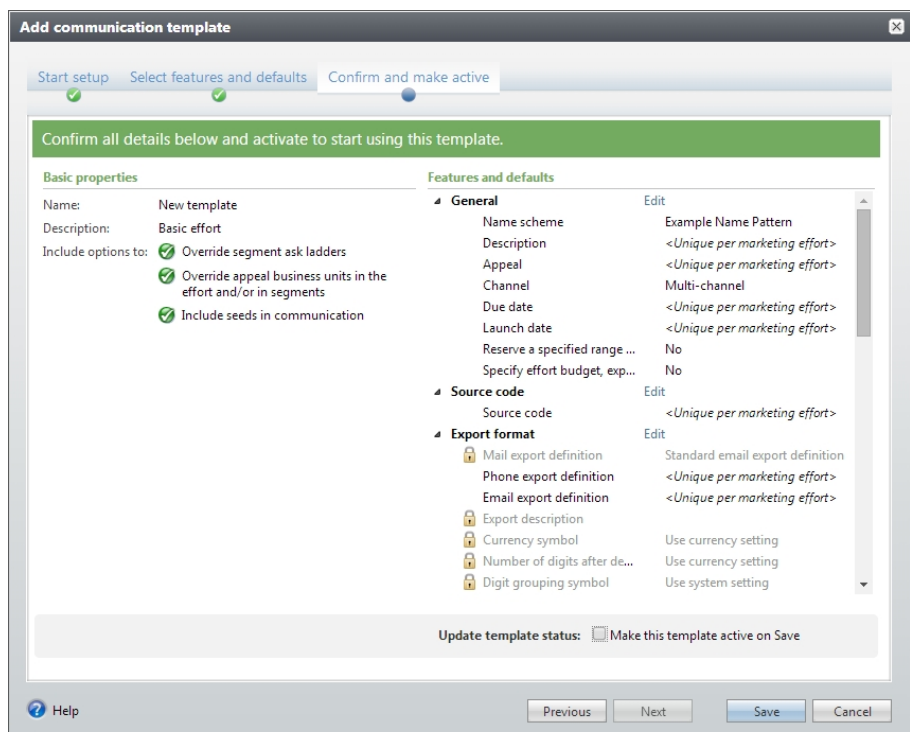 Add communication template
Start setup Select features and defaults Confirm and make active
Confirm all details below and activate to start using this template.
Basic properties
Name: New template
Description: Basic effort
Include options to: Override segment ask ladders
Override appeal business units in the
effort and/or in segments
Include seeds in communication
Features and defaults
General Edit
Name scheme Example Name Pattern
Description <Unique per marketing effort>
Appeal <Unique per marketing effort>
Channel Multi-channel
Due date <Unique per marketing effort>
Launch date <Unique per marketing effort>
Reserve a specified range ... No
Specify effort budget, exp... No
Source code Edit
Source code <Unique per marketing effort>
Export format Edit
Mail export definition Standard email export definition
Phone export definition <Unique per marketing effort>
Email export definition <Unique per marketing effort>
Export description
Currency symbol Use currency setting
Number of digits after de... Use currency setting
Digit grouping symbol Use system setting
Update template status: Make this template active on Save
Help Previous Next Save Cancel